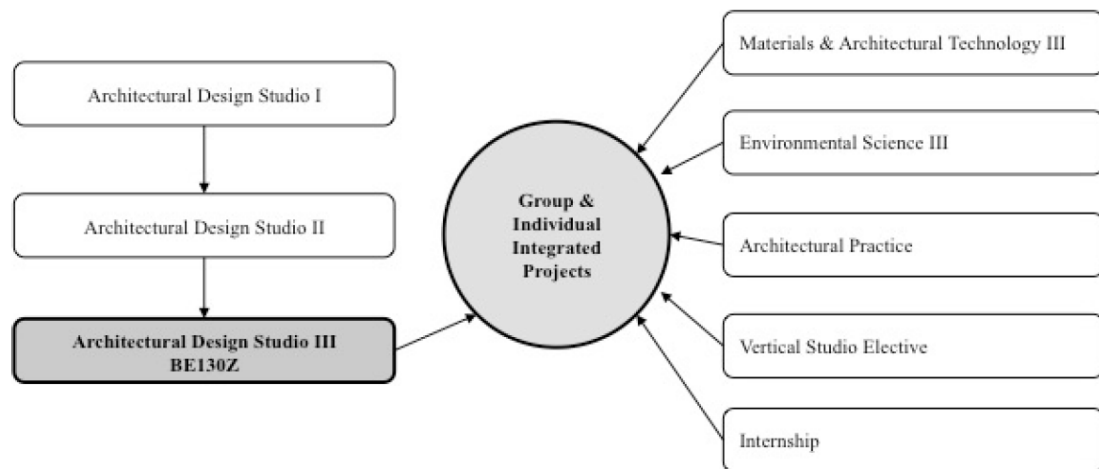 Architectural Design Studio I
Architectural Design Studio II
Architectural Design Studio III
BE130Z
Group &
Individual
Integrated
Projects
Materials & Architectural Technology III
Environmental Science III
Architectural Practice
Vertical Studio Elective
Internship